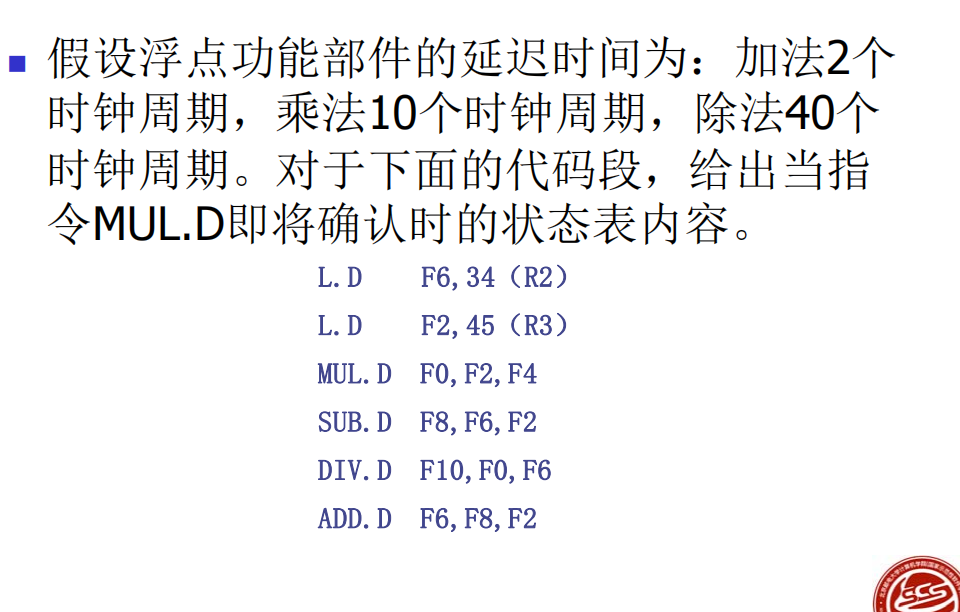 假设浮点功能部件的延迟时间为：加法2个
时钟周期，乘法10个时钟周期，除法40个
时钟周期。对于下面的代码段，给出当指
令MUL.D即将确认时的状态表内容。
L.D F6,34（R2）
L.D F2,45（R3）
MUL.D F0,F2,F4
SUB.D F8,F6,F2
DIV.D F10,F0,F6
ADD.D F6,F8,F2
SCS